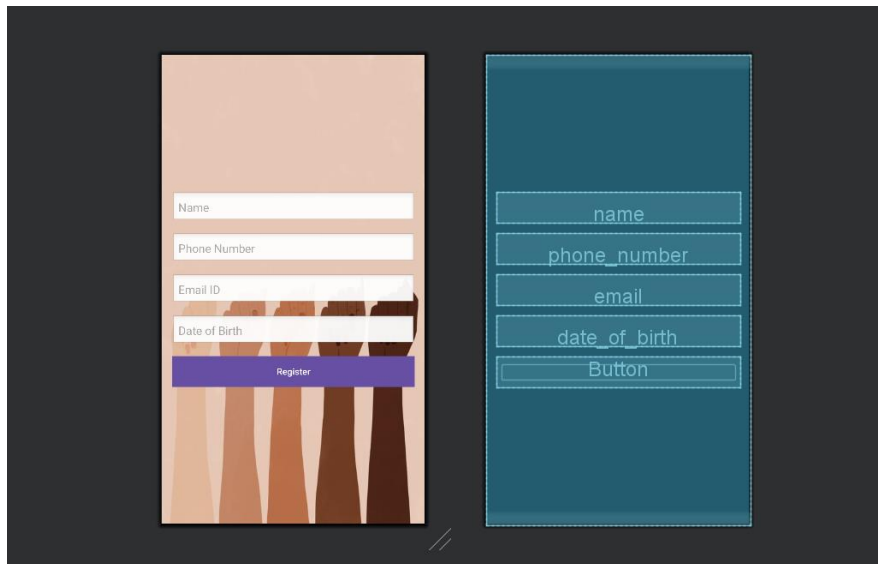 Name
Phone Number
Email ID
Date of Birth
Register
name
phone_number
email
date_of_birth
Button